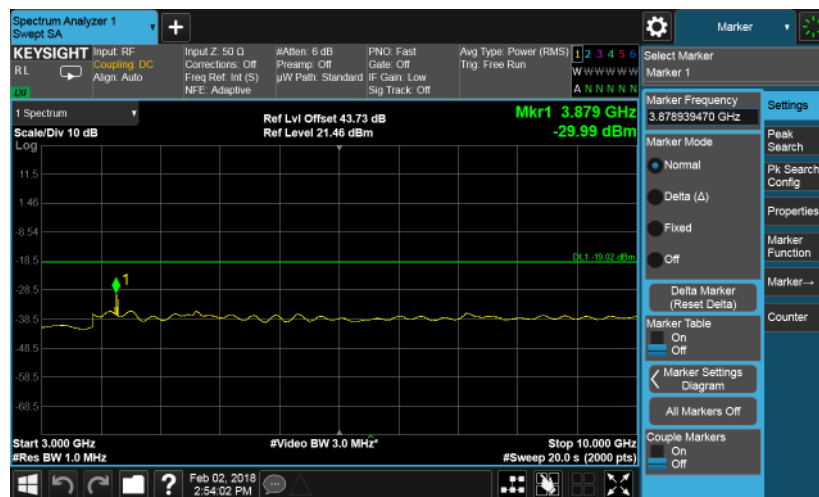 Spectrum Analyzer 1
Swept SA
Marker
KEYSIGHT
RL
LXI
Input: RF
Coupling: DC
Align: Auto
Input Z: 50 Ω
Corrections: Off
Freq Ref: Int (S)
NFE: Adaptive
#Atten: 6 dB
Preamp: Off
µW Path: Standard
PNO: Fast
Gate: Off
IF Gain: Low
Sig Track: Off
Avg Type: Power (RMS)
Trig: Free Run
1 2 3 4 5 6
W W W W W W
A N N N N N
Select Marker
Marker 1
1 Spectrum
Scale/Div 10 dB
Log
Ref Lvl Offset 43.73 dB
Ref Level 21.46 dBm
Mkr1 3.879 GHz
-29.99 dBm
11.5
1.46
-8.54
-18.5
-28.5
-38.5
-48.5
-58.5
-68.5
DL1 -19.02 dBm
1
Start 3.000 GHz
#Res BW 1.0 MHz
#Video BW 3.0 MHz*
Stop 10.000 GHz
#Sweep 20.0 s (2000 pts)
Marker Frequency
3.878939470 GHz
Marker Mode
Normal
Delta (Δ)
Fixed
Off
Delta Marker
(Reset Delta)
Marker Table
On
Off
Marker Settings
Diagram
All Markers Off
Couple Markers
On
Off
Settings
Peak
Search
Pk Search
Config
Properties
Marker
Function
Marker→
Counter
?
Feb 02, 2018
2:54:02 PM